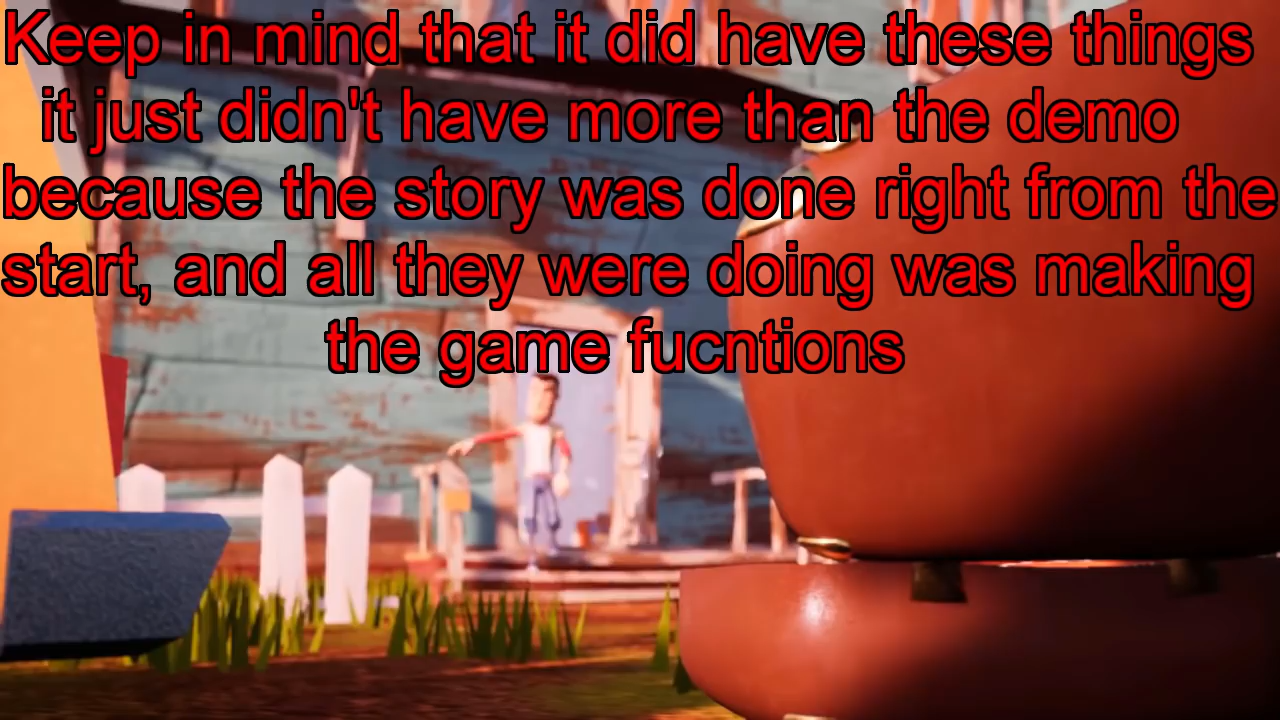 Keep in mind that it did have these things
it just didn't have more than the demo
because the story was done right from the
start, and all they were doing was making
the game fucntions